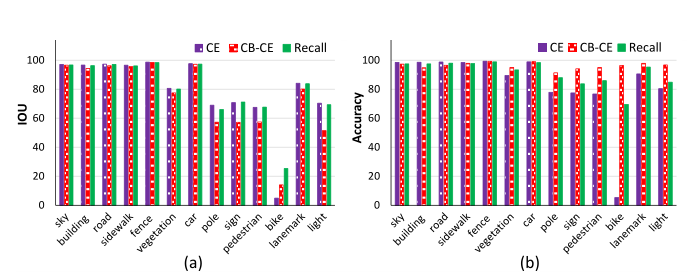 CE CB-CE Recall
100
80
60
40
20
0
IOU
sky building road sidewalk fence vegetation car pole sign pedestrian bike lanemark light
(a)
CE CB-CE Recall
100
80
60
40
20
0
Accuracy
sky building road sidewalk fence vegetation car pole sign pedestrian bike lanemark light
(b)